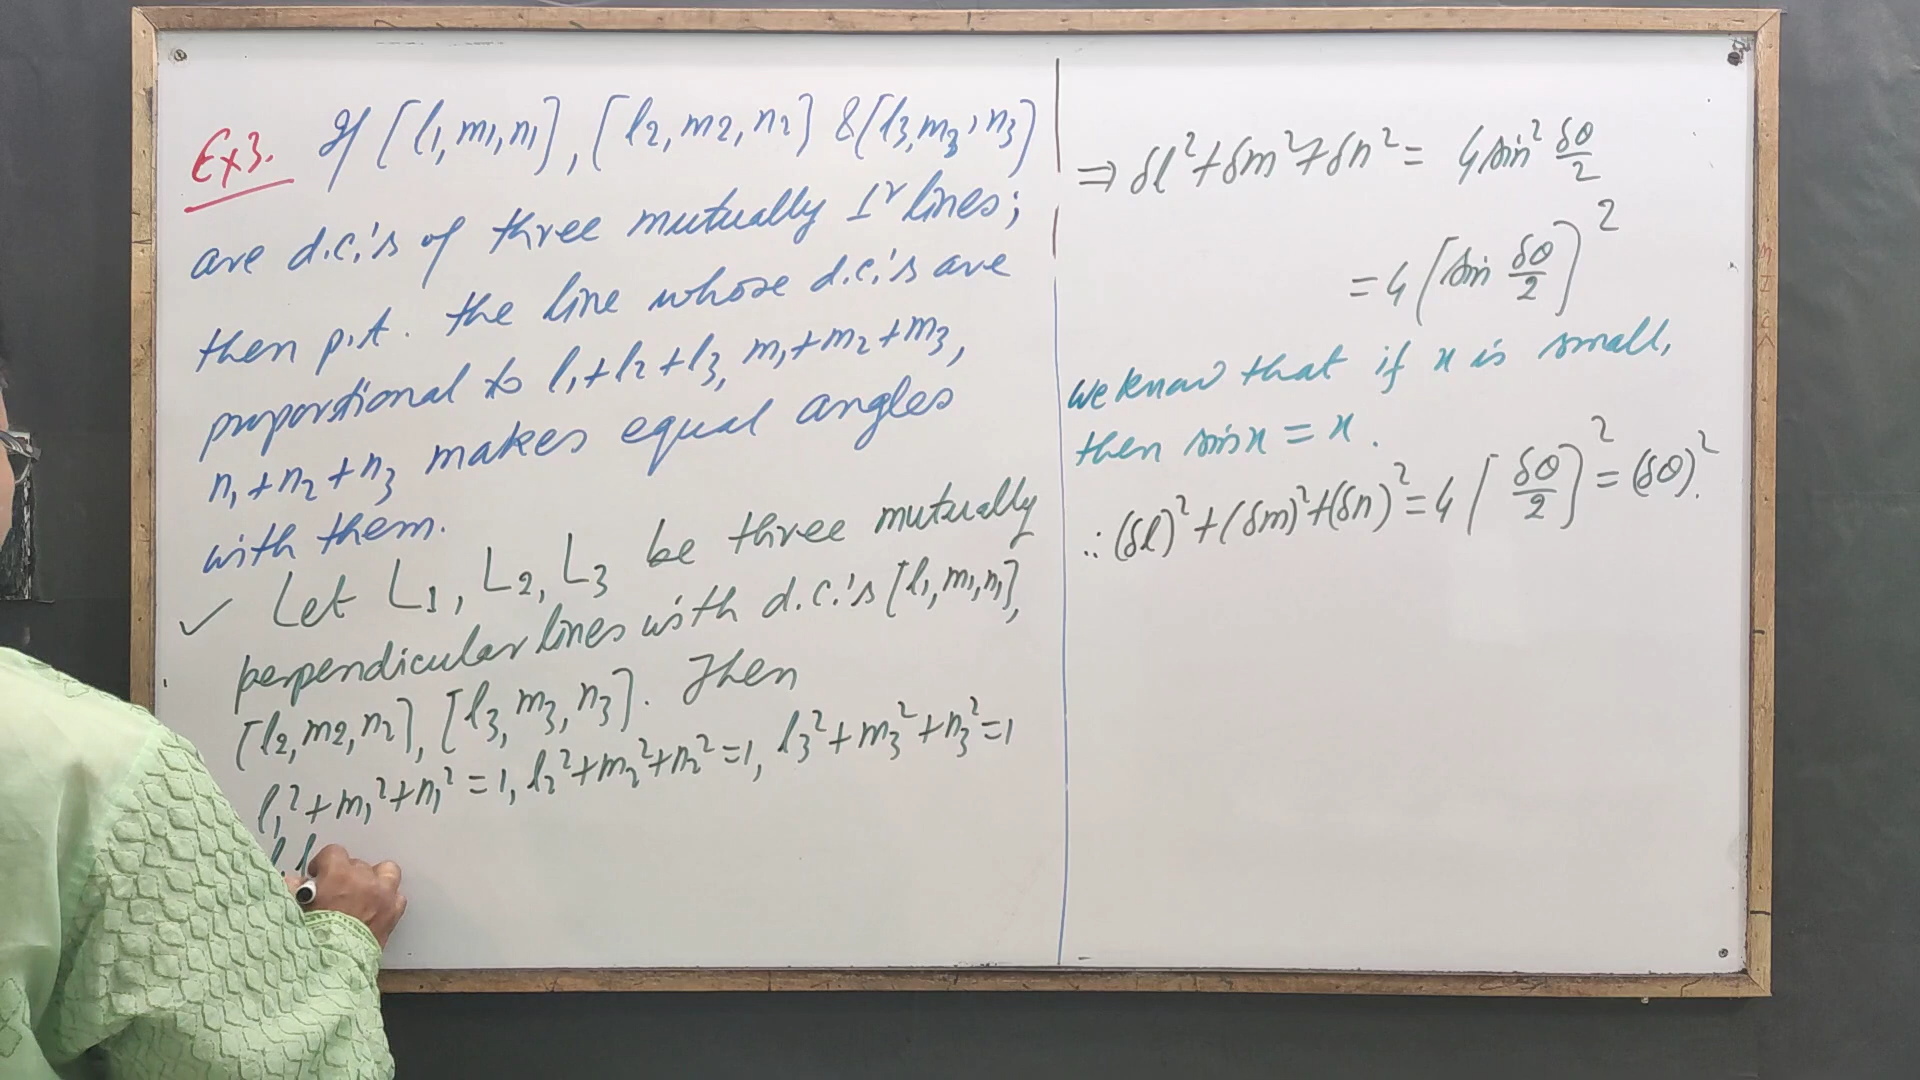 Ex3. If [l₁,m₁,n₁], [l₂,m₂,n₂] & [l₃,m₃,n₃]
are d.c.'s of three mutually ⊥r lines;
then p.t. the line whose d.c.'s are
proportional to l₁+l₂+l₃, m₁+m₂+m₃,
n₁+n₂+n₃ makes equal angles
with them.
✓ Let L₁, L₂, L₃ be three mutually
perpendicular lines with d.c.'s [l₁,m₁,n₁],
[l₂,m₂,n₂], [l₃,m₃,n₃]. Then
l₁²+m₁²+n₁²=1, l₂²+m₂²+n₂²=1, l₃²+m₃²+n₃²=1
⇒ δl²+δm²+δn² = 4 sin² δθ/2
= 4 [sin δθ/2]²
we know that if x is small,
then sin x = x.
∴ (δl)²+(δm)²+(δn)² = 4 [δθ/2]² = (δθ)².